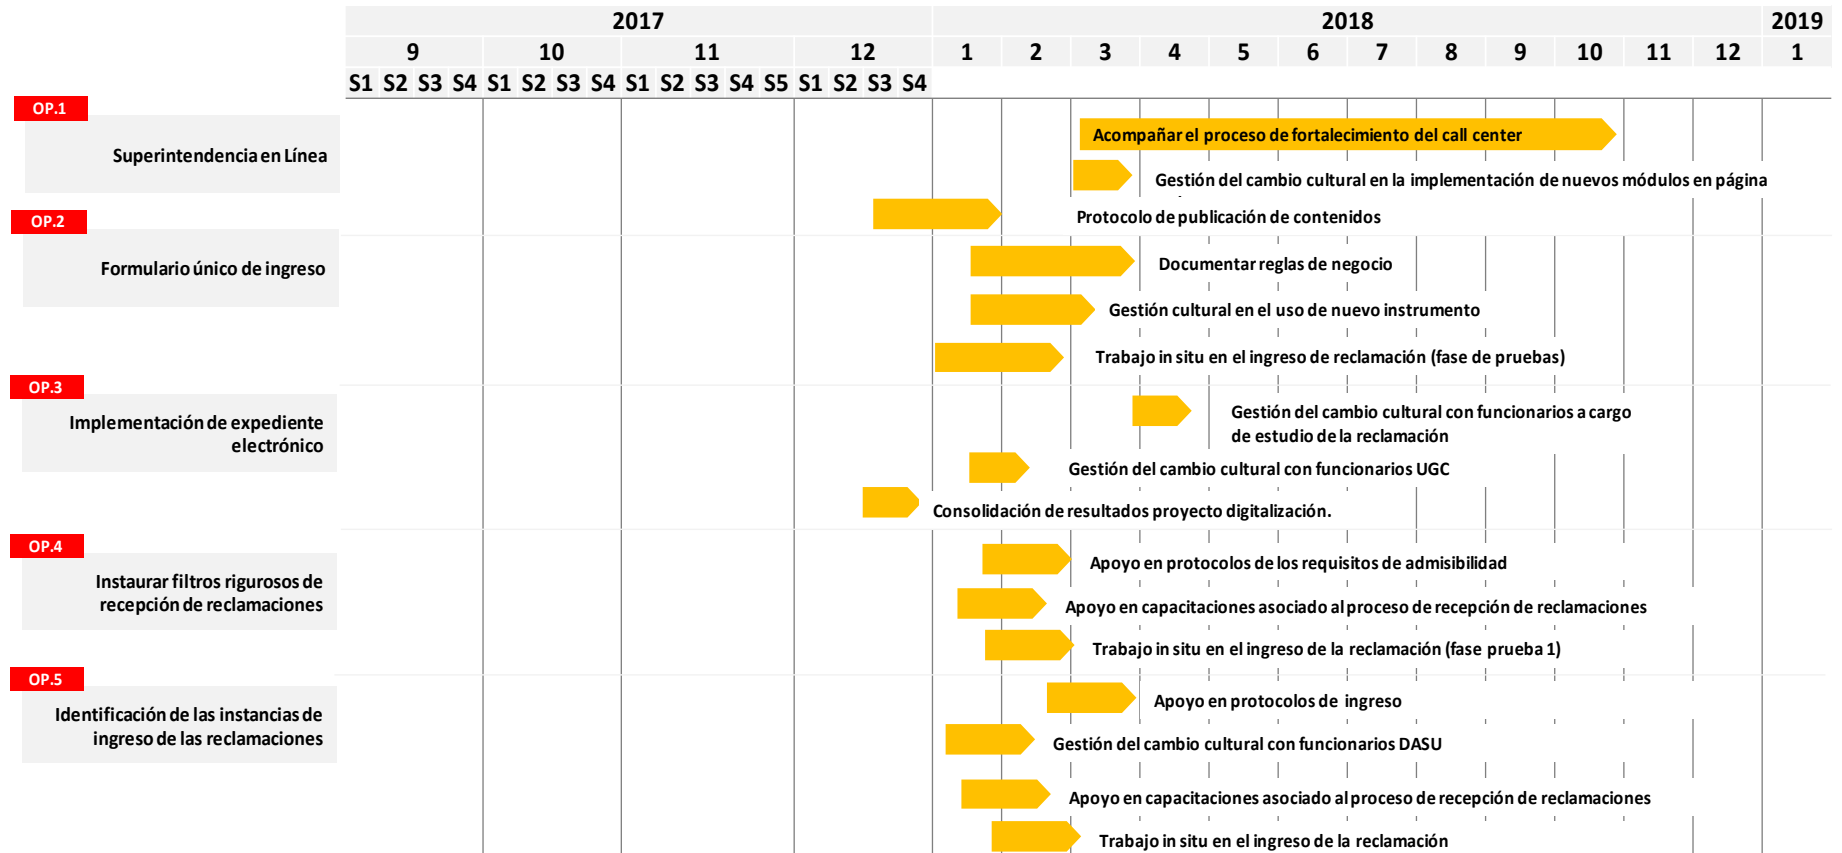 2017 2018 2019
9 10 11 12 1 2 3 4 5 6 7 8 9 10 11 12 1
S1 S2 S3 S4 S1 S2 S3 S4 S1 S2 S3 S4 S5 S1 S2 S3 S4
OP.1
Superintendencia en Línea
Acompañar el proceso de fortalecimiento del call center
Gestión del cambio cultural en la implementación de nuevos módulos en página
Protocolo de publicación de contenidos
OP.2
Formulario único de ingreso
Documentar reglas de negocio
Gestión cultural en el uso de nuevo instrumento
Trabajo in situ en el ingreso de reclamación (fase de pruebas)
OP.3
Implementación de expediente
electrónico
Gestión del cambio cultural con funcionarios a cargo
de estudio de la reclamación
Gestión del cambio cultural con funcionarios UGC
Consolidación de resultados proyecto digitalización.
OP.4
Instaurar filtros rigurosos de
recepción de reclamaciones
Apoyo en protocolos de los requisitos de admisibilidad
Apoyo en capacitaciones asociado al proceso de recepción de reclamaciones
Trabajo in situ en el ingreso de la reclamación (fase prueba 1)
OP.5
Identificación de las instancias de
ingreso de las reclamaciones
Apoyo en protocolos de ingreso
Gestión del cambio cultural con funcionarios DASU
Apoyo en capacitaciones asociado al proceso de recepción de reclamaciones
Trabajo in situ en el ingreso de la reclamación